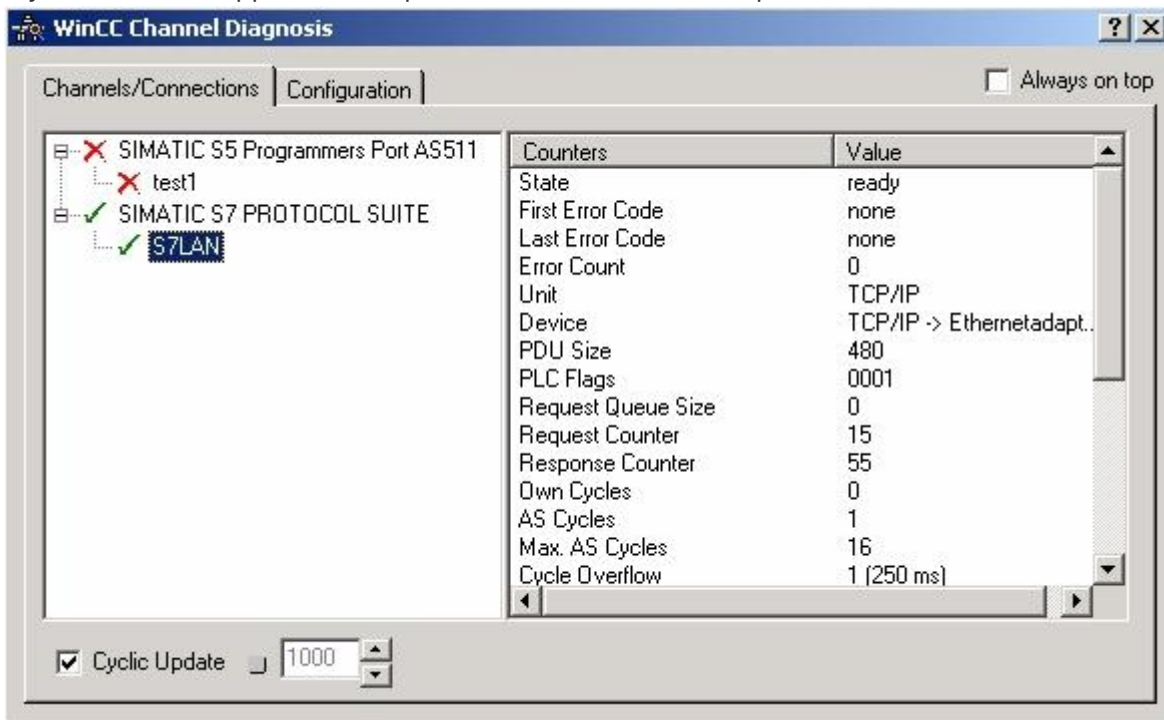 WinCC Channel Diagnosis
Channels/Connections Configuration Always on top
SIMATIC S5 Programmers Port AS511
test1
SIMATIC S7 PROTOCOL SUITE
S7LAN
Counters Value
State ready
First Error Code none
Last Error Code none
Error Count 0
Unit TCP/IP
Device TCP/IP -> Ethernetadapt..
PDU Size 480
PLC Flags 0001
Request Queue Size 0
Request Counter 15
Response Counter 55
Own Cycles 0
AS Cycles 1
Max. AS Cycles 16
Cycle Overflow 1 (250 ms)
Cyclic Update 1000